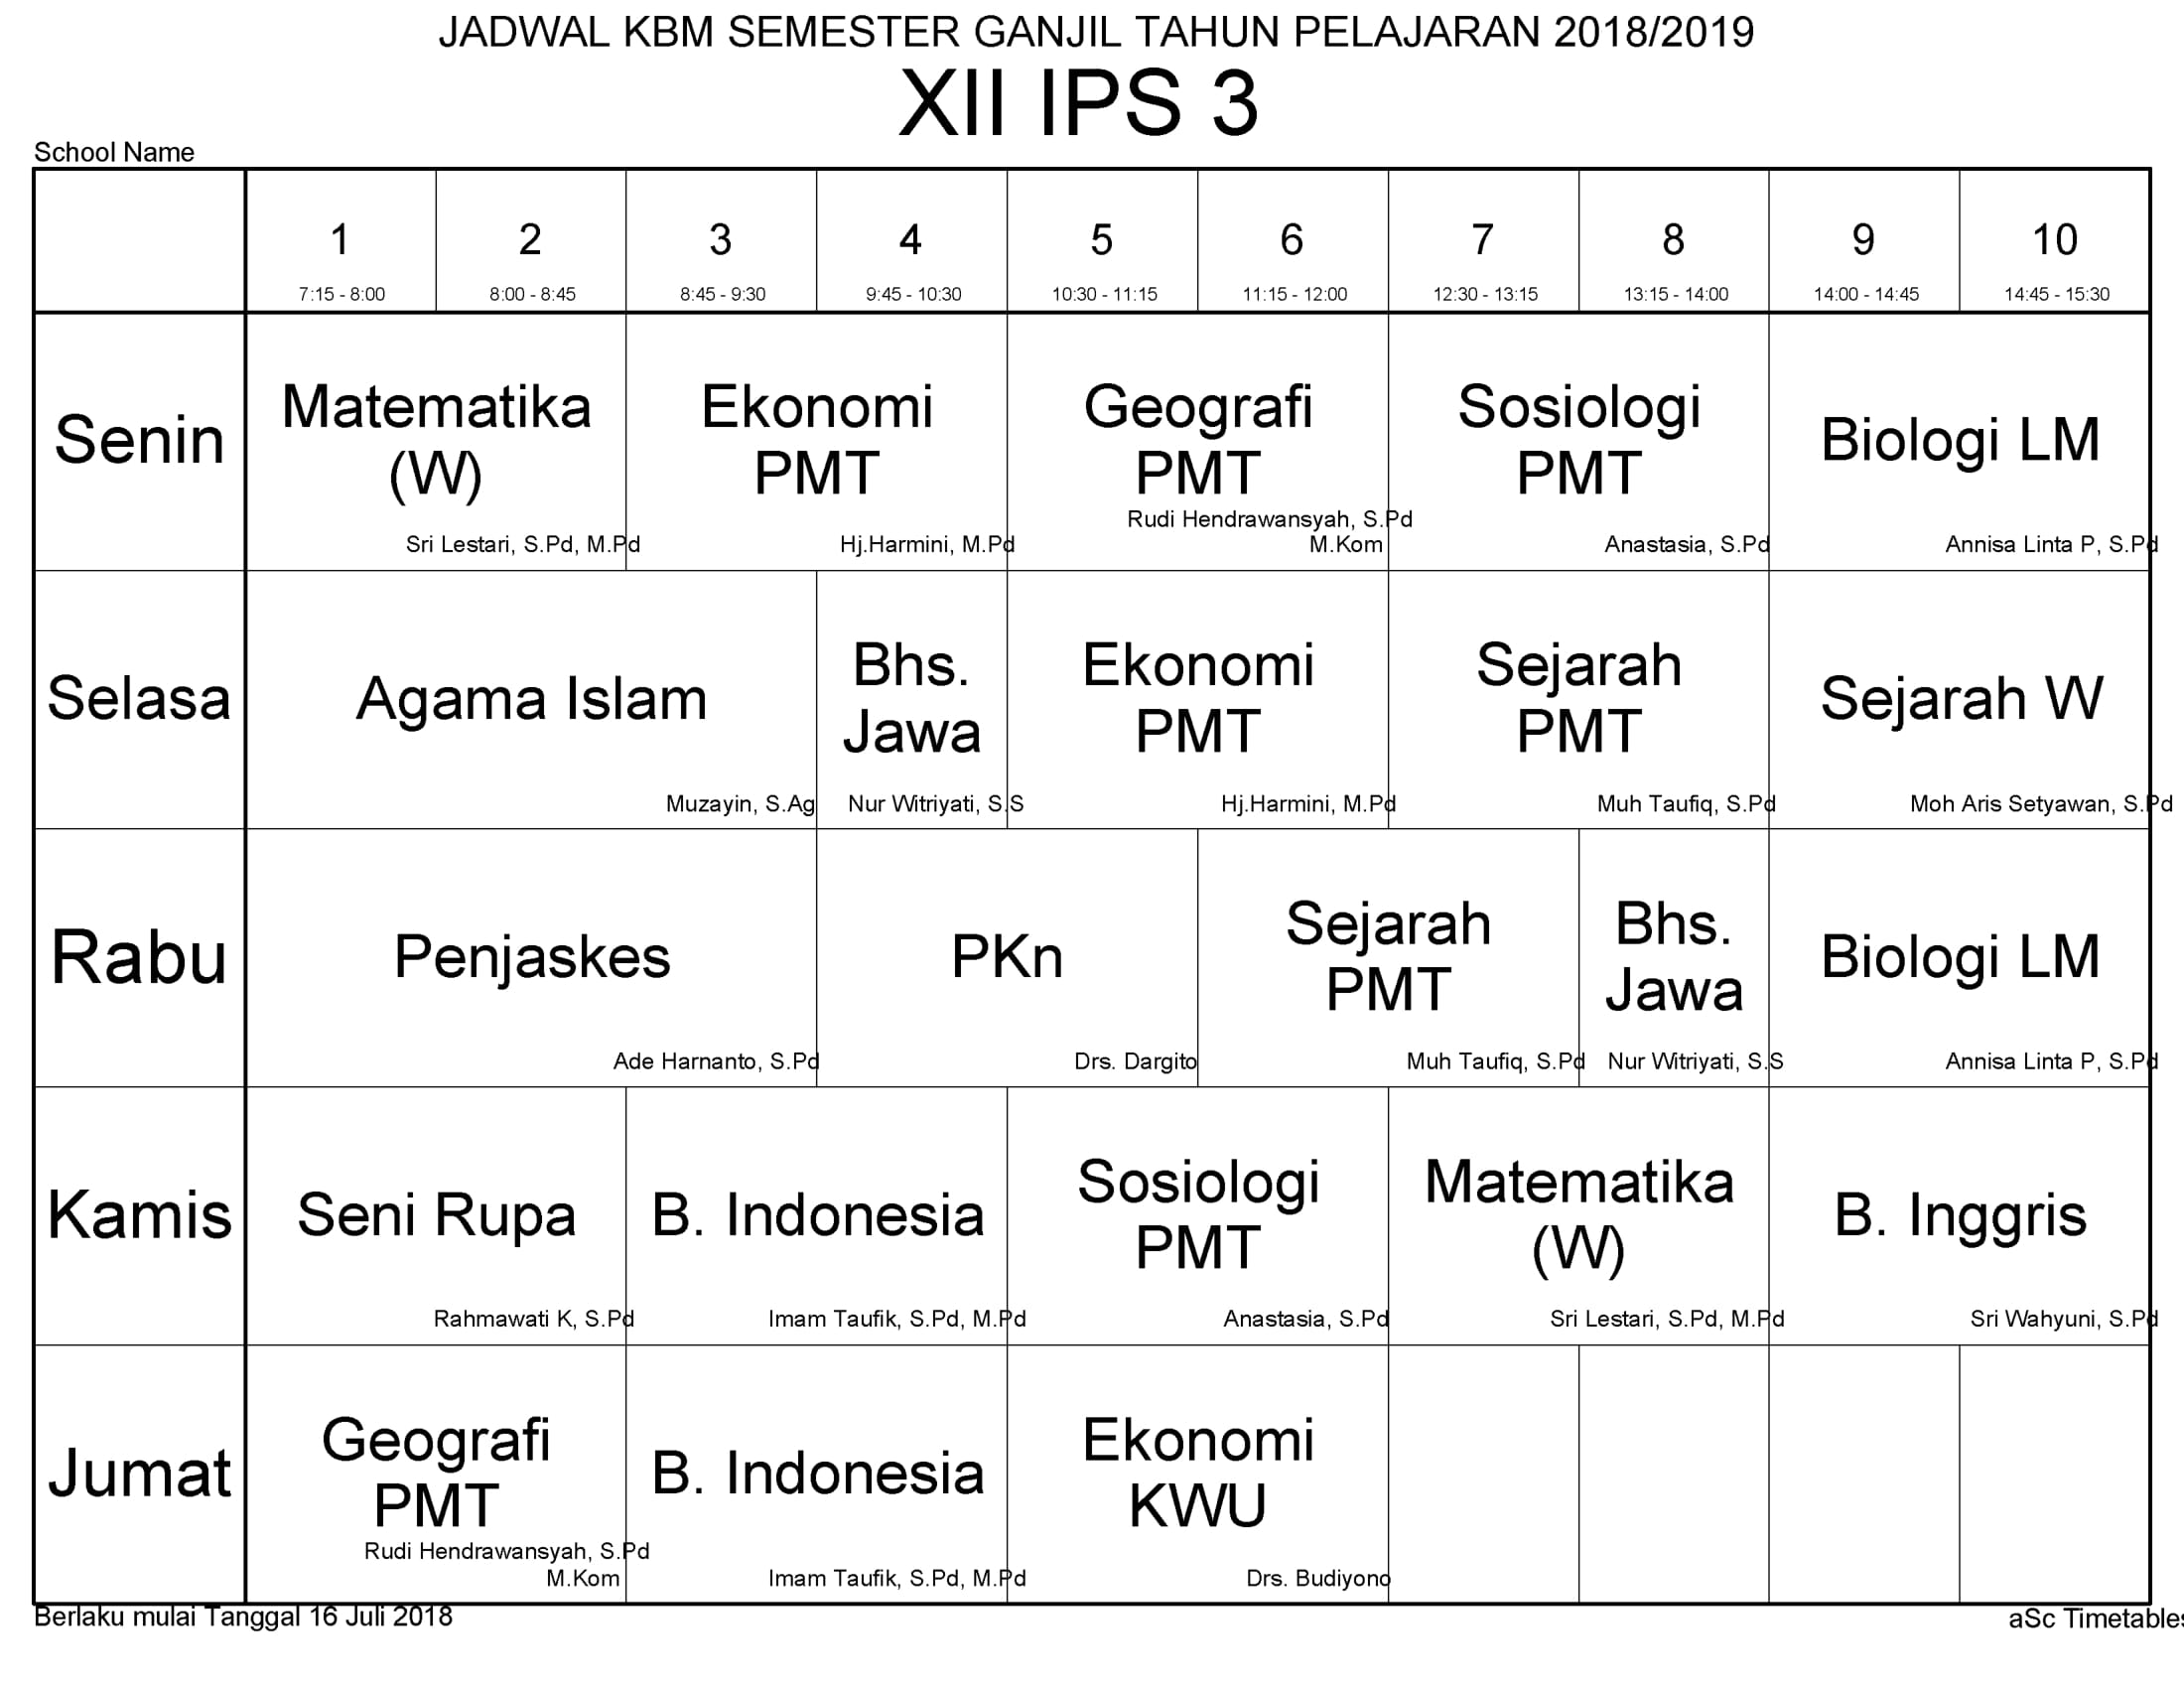 JADWAL KBM SEMESTER GANJIL TAHUN PELAJARAN 2018/2019
XII IPS 3
School Name
1 2 3 4 5 6 7 8 9 10
7:15 - 8:00 8:00 - 8:45 8:45 - 9:30 9:45 - 10:30 10:30 - 11:15 11:15 - 12:00 12:30 - 13:15 13:15 - 14:00 14:00 - 14:45 14:45 - 15:30
Senin
Matematika
(W)
Sri Lestari, S.Pd, M.Pd
Ekonomi
PMT
Hj.Harmini, M.Pd
Geografi
PMT
Rudi Hendrawansyah, S.Pd
M.Kom
Sosiologi
PMT
Anastasia, S.Pd
Biologi LM
Annisa Linta P, S.Pd
Selasa
Agama Islam
Muzayin, S.Ag
Bhs.
Jawa
Nur Witriyati, S.S
Ekonomi
PMT
Hj.Harmini, M.Pd
Sejarah
PMT
Muh Taufiq, S.Pd
Sejarah W
Moh Aris Setyawan, S.Pd
Rabu
Penjaskes
Ade Harnanto, S.Pd
PKn
Drs. Dargito
Sejarah
PMT
Muh Taufiq, S.Pd
Bhs.
Jawa
Nur Witriyati, S.S
Biologi LM
Annisa Linta P, S.Pd
Kamis
Seni Rupa
Rahmawati K, S.Pd
B. Indonesia
Imam Taufik, S.Pd, M.Pd
Sosiologi
PMT
Anastasia, S.Pd
Matematika
(W)
Sri Lestari, S.Pd, M.Pd
B. Inggris
Sri Wahyuni, S.Pd
Jumat
Geografi
PMT
Rudi Hendrawansyah, S.Pd
M.Kom
B. Indonesia
Imam Taufik, S.Pd, M.Pd
Ekonomi
KWU
Drs. Budiyono
Berlaku mulai Tanggal 16 Juli 2018
aSc Timetables